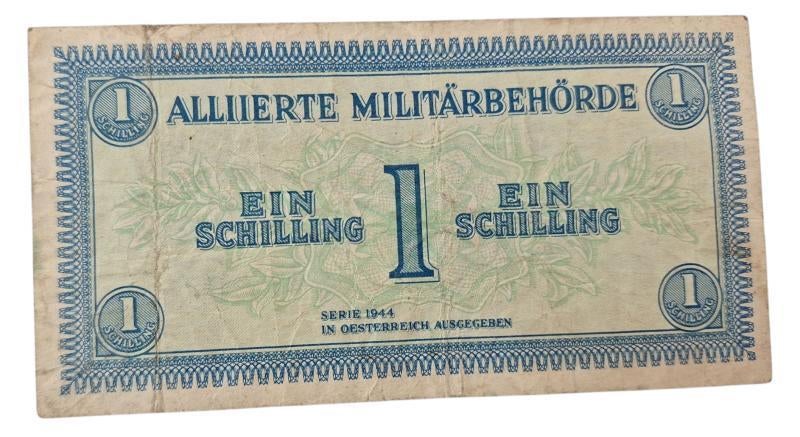 1
SCHILLING
ALLIIERTE MILITÄRBEHÖRDE
1
SCHILLING
EIN
SCHILLING
1
EIN
SCHILLING
1
SCHILLING
SERIE 1944
IN OESTERREICH AUSGEGEBEN
1
SCHILLING